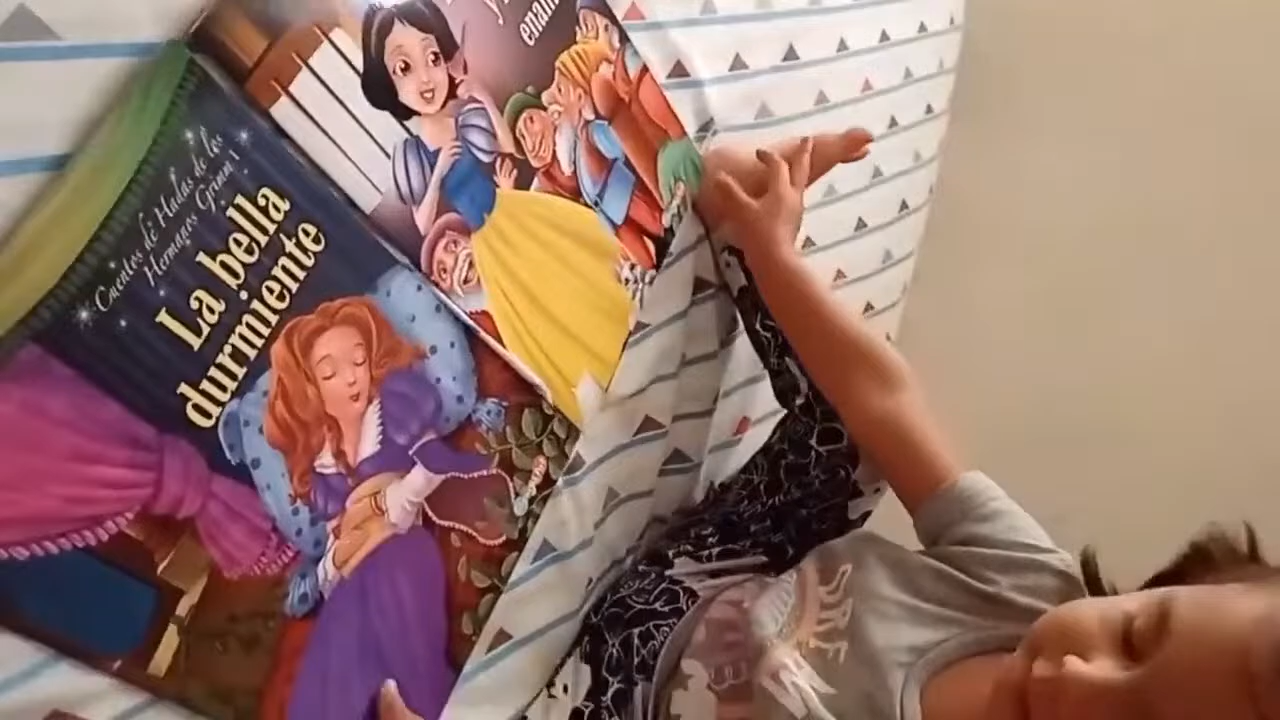 Cuentos de Hadas de los
Hermanos Grimm
La bella
durmiente